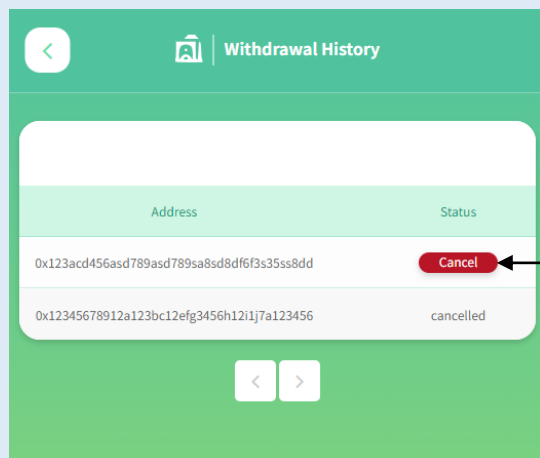 Withdrawal History
Address Status
0x123acd456asd789asd789sa8sd8df6f3s35ss8dd Cancel
0x12345678912a123bc12efg3456h12i1j7a123456 cancelled